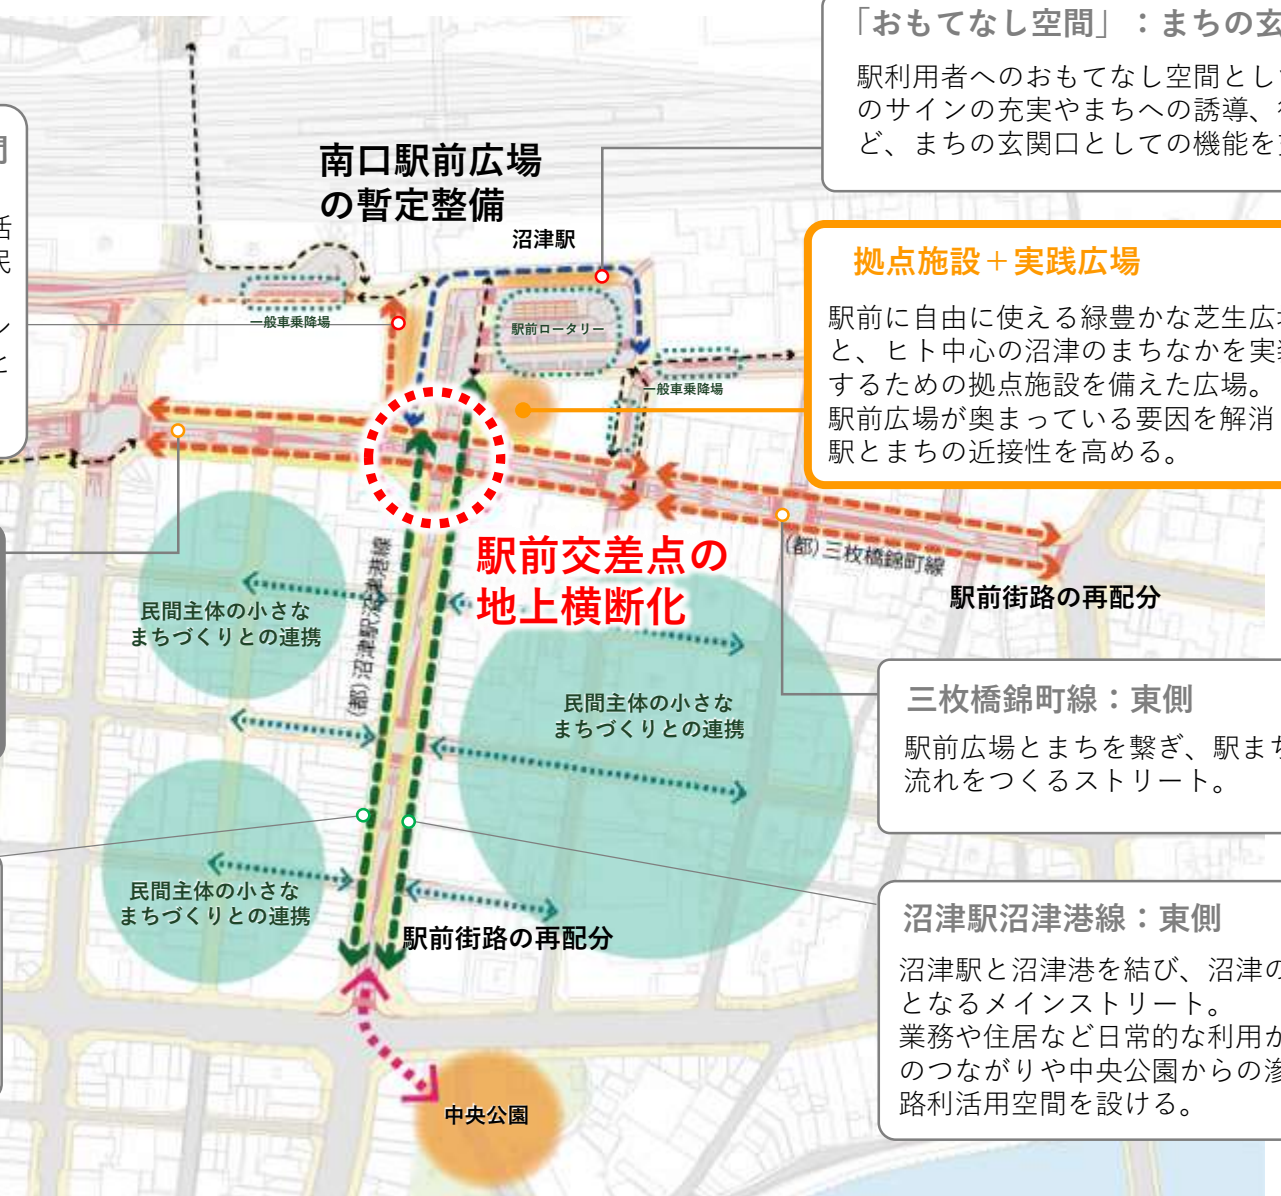 「おもてなし空間」：まちの玄
駅利用者へのおもてなし空間とし
のサインの充実やまちへの誘導、
ど、まちの玄関口としての機能を
間
活
民
ン
と
南口駅前広場
の暫定整備
沼津駅
一般車乗降場
駅前ロータリー
一般車乗降場
拠点施設＋実践広場
駅前に自由に使える緑豊かな芝生広場
と、ヒト中心の沼津のまちなかを実
するための拠点施設を備えた広場。
駅前広場が奥まっている要因を解消
駅とまちの近接性を高める。
駅前交差点の
地上横断化
(都)三枚橋錦町線
駅前街路の再配分
(都)沼津駅沼津港線
民間主体の小さな
まちづくりとの連携
民間主体の小さな
まちづくりとの連携
三枚橋錦町線：東側
駅前広場とまちを繋ぎ、駅まち
流れをつくるストリート。
民間主体の小さな
まちづくりとの連携
駅前街路の再配分
沼津駅沼津港線：東側
沼津駅と沼津港を結び、沼津の
となるメインストリート。
業務や住居など日常的な利用が
のつながりや中央公園からの滲
路利活用空間を設ける。
中央公園